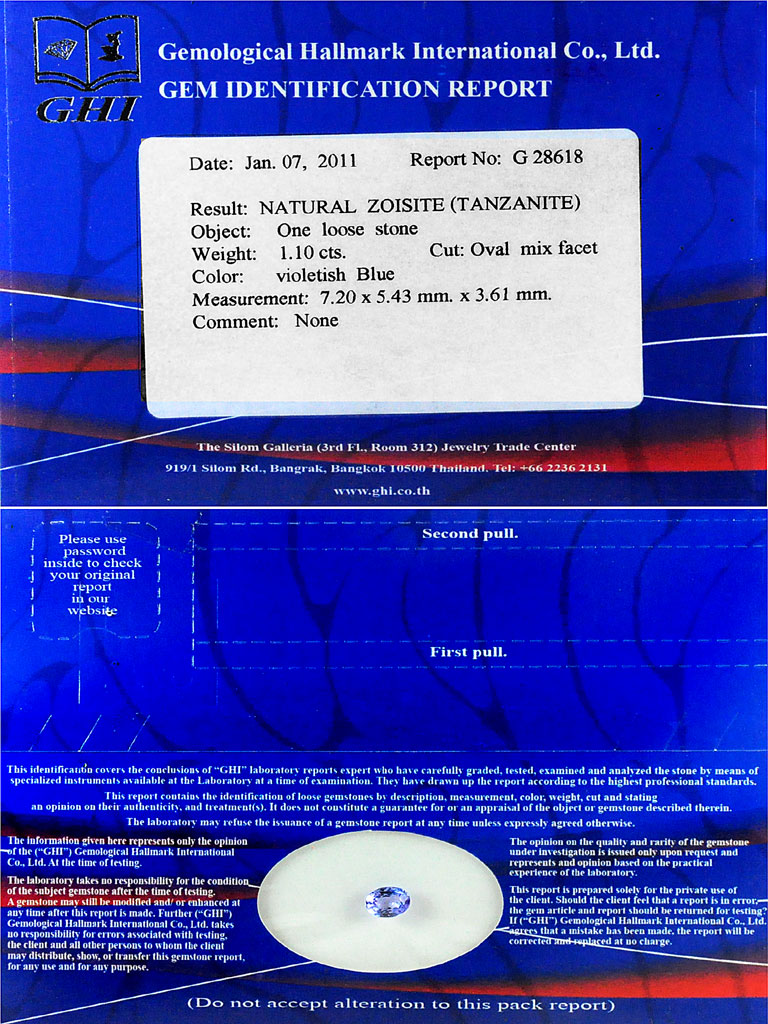 GHI
Gemological Hallmark International Co., Ltd.
GEM IDENTIFICATION REPORT
Date: Jan. 07, 2011 Report No: G 28618
Result: NATURAL ZOISITE (TANZANITE)
Object: One loose stone
Weight: 1.10 cts. Cut: Oval mix facet
Color: violetish Blue
Measurement: 7.20 x 5.43 mm. x 3.61 mm.
Comment: None
The Silom Galleria (3rd Fl., Room 312) Jewelry Trade Center
919/1 Silom Rd., Bangrak, Bangkok 10500 Thailand. Tel: +66 2236 2131
www.ghi.co.th
Please use
password
inside to check
your original
report
in our
website
Second pull.
First pull.
This identification covers the conclusions of “GHI” laboratory reports expert who have carefully graded, tested, examined and analyzed the stone by means of
specialized instruments available at the Laboratory at a time of examination. They have drawn up the report according to the highest professional standards.
This report contains the identification of loose gemstones by description, measurement, color, weight, cut and stating
an opinion on their authenticity, and treatment(s). It does not constitute a guarantee for or an appraisal of the object or gemstone described therein.
The laboratory may refuse the issuance of a gemstone report at any time unless expressly agreed otherwise.
The information given here represents only the opinion
of the (“GHI”) Gemological Hallmark International
Co., Ltd. At the time of testing.
The laboratory takes no responsibility for the condition
of the subject gemstone after the time of testing.
A gemstone may still be modified and/ or enhanced at
any time after this report is made. Further (“GHI”)
Gemological Hallmark International Co., Ltd. takes
no responsibility for errors associated with testing,
the client and all other persons to whom the client
may distribute, show, or transfer this gemstone report,
for any use and for any purpose.
The opinion on the quality and rarity of the gemstone
under investigation is issued only upon request and
represents and opinion based on the practical
experience of the laboratory.
This report is prepared solely for the private use of
the client. Should the client feel that a report is in error,
the gem article and report should be returned for testing?
If (“GHI”) Gemological Hallmark International Co., Ltd.
agrees that a mistake has been made, the report will be
corrected and replaced at no charge.
(Do not accept alteration to this pack report)